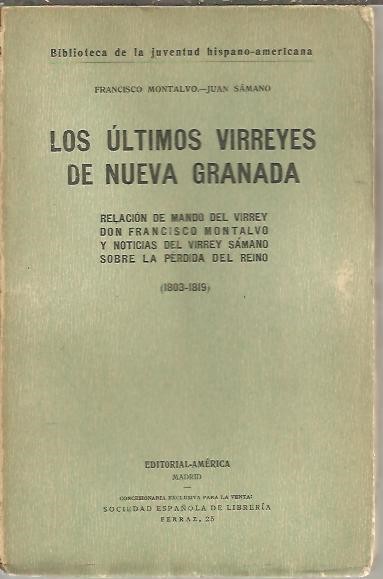 Biblioteca de la juventud hispano-americana
FRANCISCO MONTALVO.—JUAN SÁMANO
LOS ÚLTIMOS VIRREYES
DE NUEVA GRANADA
RELACIÓN DE MANDO DEL VIRREY
DON FRANCISCO MONTALVO
Y NOTICIAS DEL VIRREY SÁMANO
SOBRE LA PÉRDIDA DEL REINO
(1803-1819)
EDITORIAL-AMÉRICA
MADRID
CONCESIONARIA EXCLUSIVA PARA LA VENTA:
SOCIEDAD ESPAÑOLA DE LIBRERÍA
FERRAZ, 25